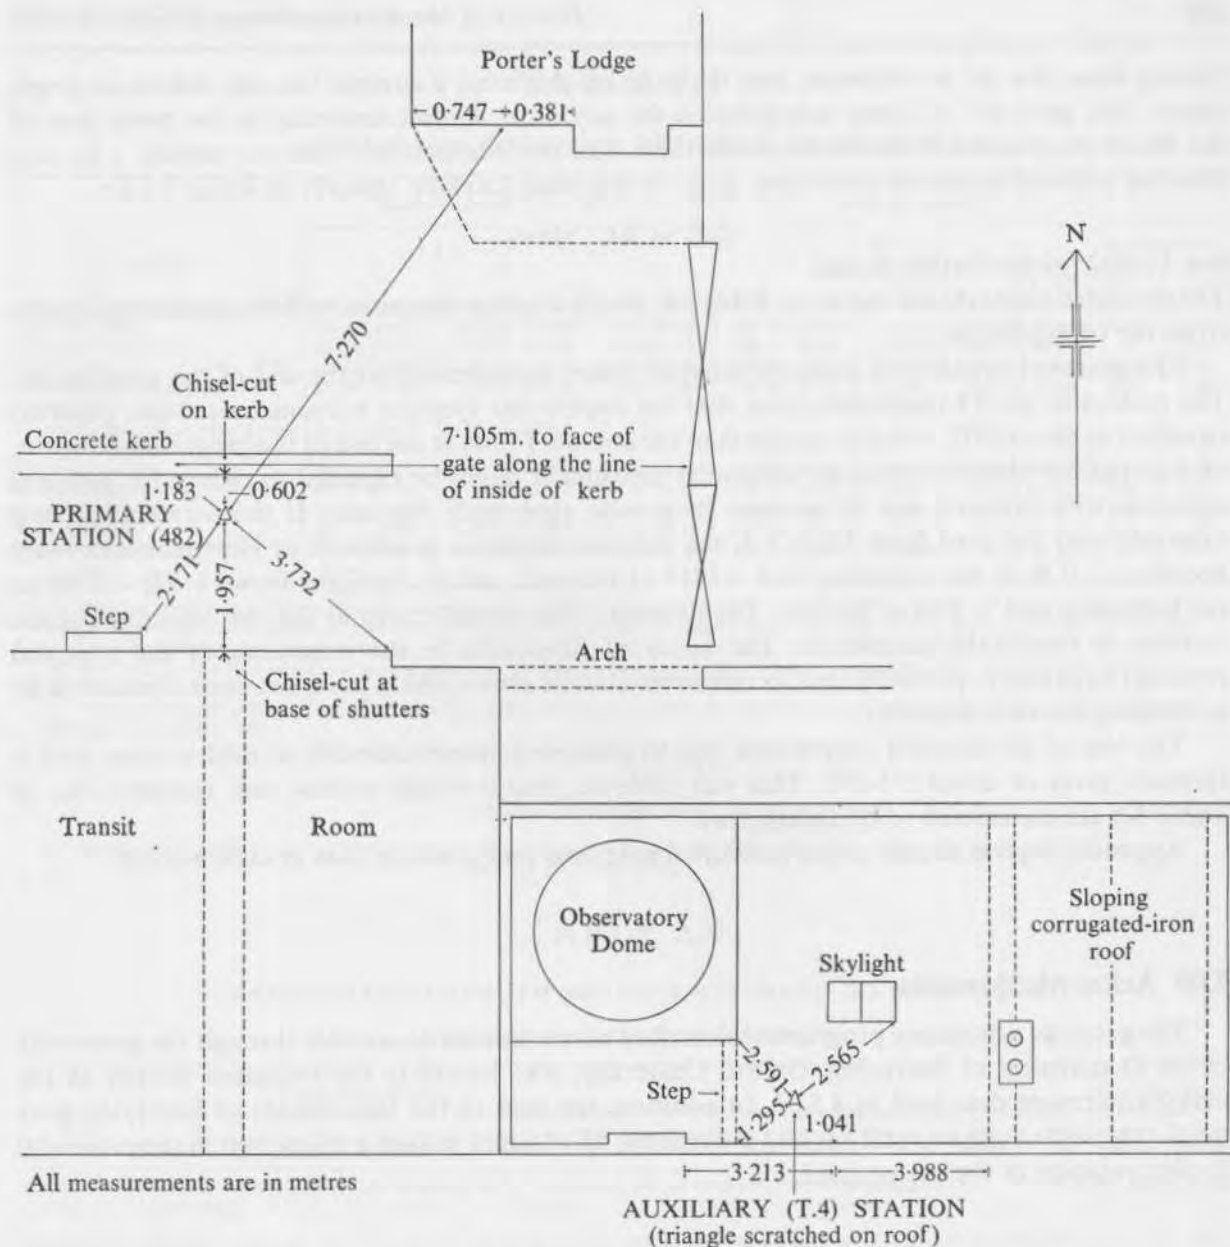 Porter's Lodge
0·747 +0·381
N
7·270
Chisel-cut
on kerb
Concrete kerb
7·105m. to face of
gate along the line
of inside of kerb
1·183
0·602
PRIMARY
STATION (482)
2·171
1·957
3·732
Step
Arch
Chisel-cut at
base of shutters
Transit Room
Observatory
Dome
Sloping
corrugated-iron
roof
Skylight
2·591
2·565
Step
1·295
1·041
3·213
3·988
All measurements are in metres
AUXILIARY (T.4) STATION
(triangle scratched on roof)